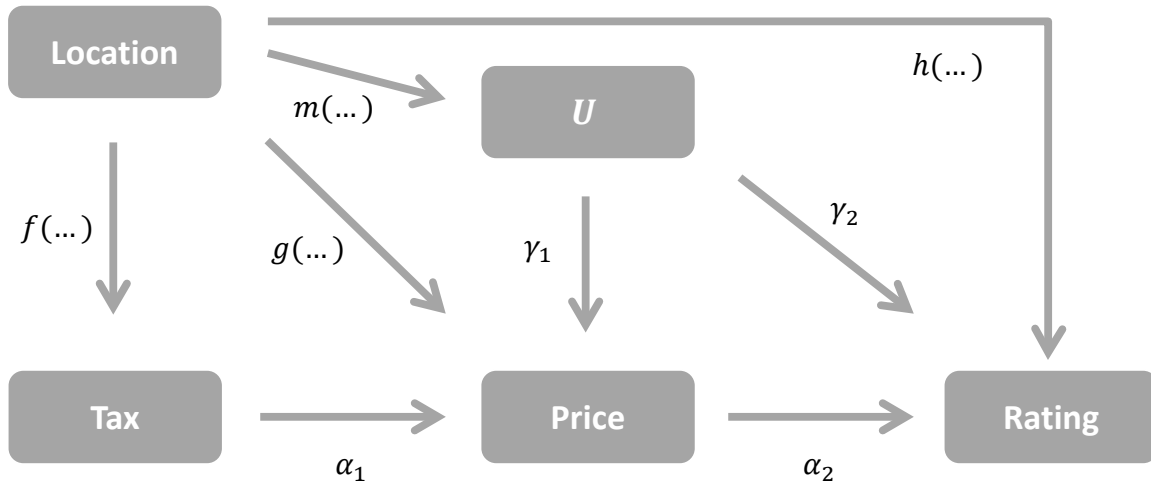 Location
h(…)
m(…)
U
f(…)
g(…)
γ₁
γ₂
Tax
Price
Rating
α₁
α₂